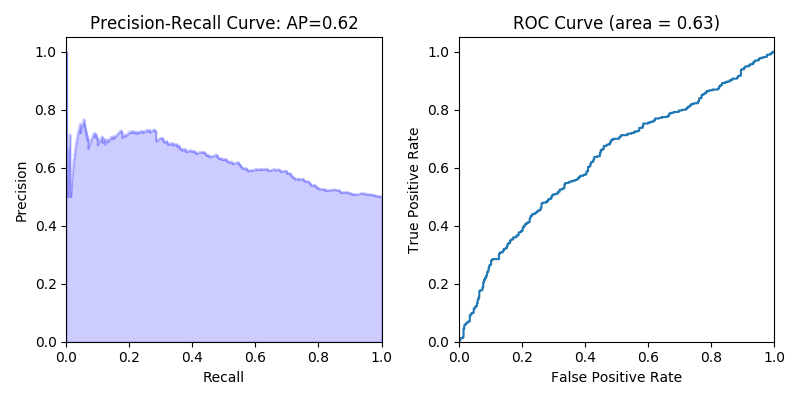 Precision-Recall Curve: AP=0.62
1.0
0.8
0.6
0.4
0.2
0.0
Precision
0.0 0.2 0.4 0.6 0.8 1.0
Recall
ROC Curve (area = 0.63)
1.0
0.8
0.6
0.4
0.2
0.0
True Positive Rate
0.0 0.2 0.4 0.6 0.8 1.0
False Positive Rate